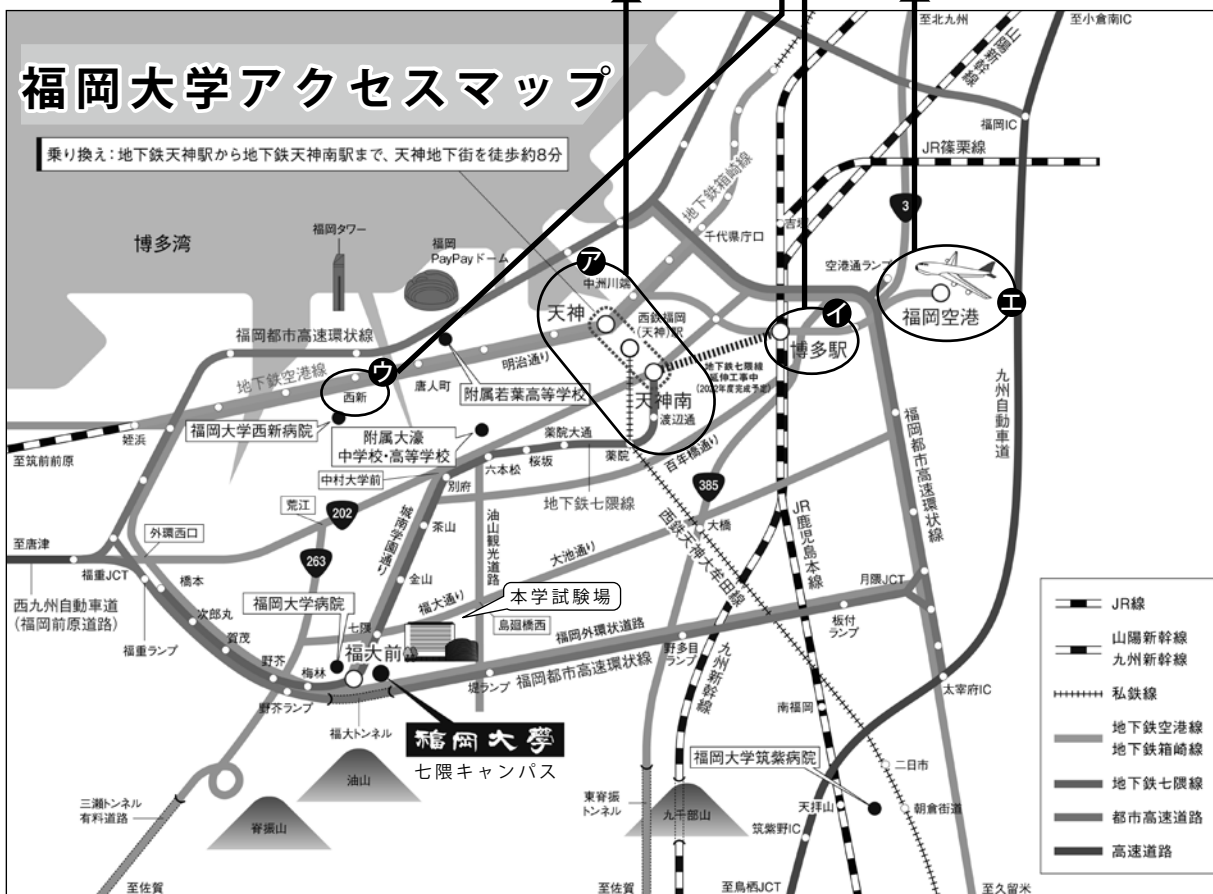 福岡大学アクセスマップ
乗り換え：地下鉄天神駅から地下鉄天神南駅まで、天神地下街を徒歩約8分
至北九州
至小倉南IC
山陽新幹線
福岡IC
JR篠栗線
地下鉄箱崎線
3
吉塚
千代県庁口
博多湾
福岡タワー
福岡
PayPayドーム
ア
中洲川端
空港通ランプ
エ
福岡空港
天神
西鉄福岡
(天神)駅
イ
博多駅
福岡都市高速環状線
明治通り
地下鉄七隈線
延伸工事中
(2022年度完成予定)
地下鉄空港線
ウ
西新
唐人町
附属若葉高等学校
天神南
渡辺通
九州自動車道
福岡大学西新病院
附属大濠
中学校・高等学校
姪浜
至筑前前原
薬院大通
薬院
桜坂
六本松
百年橋通り
福岡都市高速環状線
中村大学前
別府
地下鉄七隈線
385
荒江
202
城南学園通り
茶山
油山観光道路
大橋
西鉄天神大牟田線
JR鹿児島本線
外環西口
至唐津
263
大池通り
福重JCT
橋本
金山
月隈JCT
西九州自動車道
(福岡前原道路)
次郎丸
福岡大学病院
福大通り
本学試験場
七隈
島廻橋西
板付
ランプ
福重ランプ
賀茂
福岡外環状道路
野多目
ランプ
野芥
梅林
福大前
堤ランプ
福岡都市高速環状線
九州新幹線
太宰府IC
野芥ランプ
南福岡
福大トンネル
福岡大學
七隈キャンパス
福岡大学筑紫病院
二日市
油山
三瀬トンネル
有料道路
脊振山
東脊振
トンネル
九千部山
天拝山
朝倉街道
筑紫野IC
至佐賀
至佐賀
至鳥栖JCT
至久留米
JR線
山陽新幹線
九州新幹線
私鉄線
地下鉄空港線
地下鉄箱崎線
地下鉄七隈線
都市高速道路
高速道路